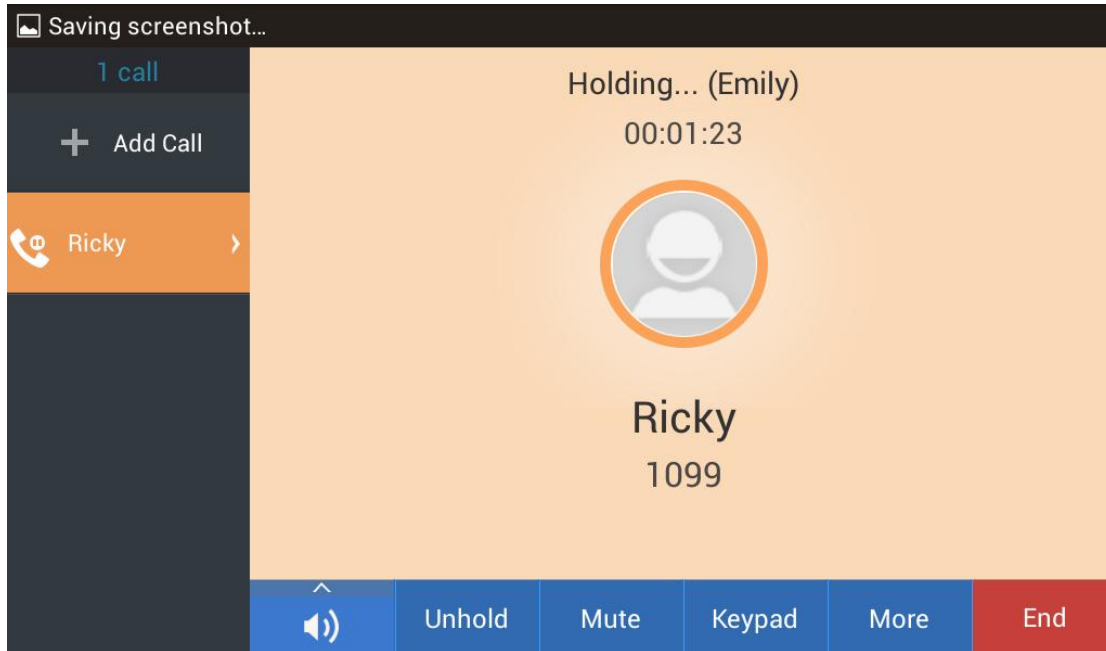 Saving screenshot...
1 call
Add Call
Ricky
Holding... (Emily)
00:01:23
Ricky
1099
Unhold
Mute
Keypad
More
End